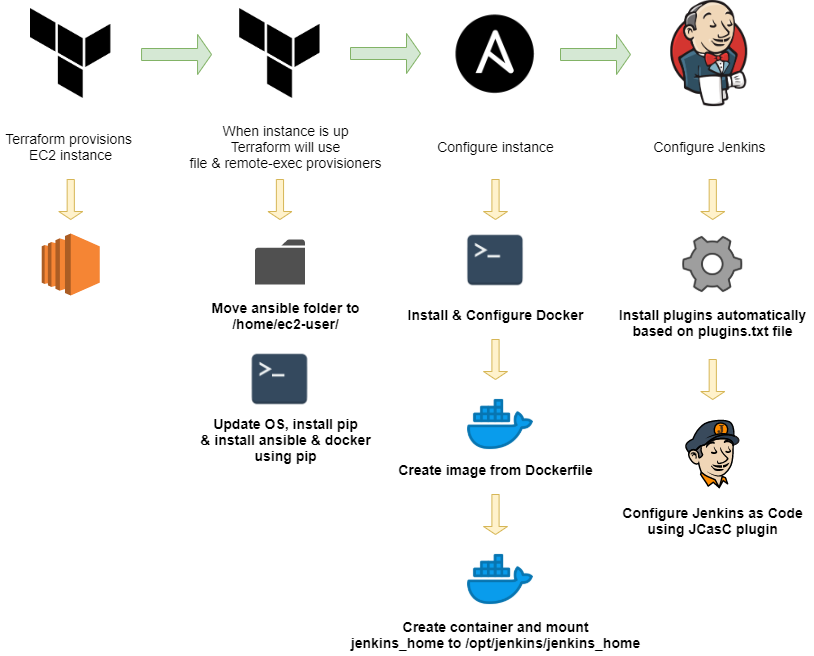 Terraform provisions
EC2 instance
When instance is up
Terraform will use
file & remote-exec provisioners
Configure instance
Configure Jenkins
Move ansible folder to
/home/ec2-user/
Update OS, install pip
& install ansible & docker
using pip
Install & Configure Docker
Create image from Dockerfile
Create container and mount
jenkins_home to /opt/jenkins/jenkins_home
Install plugins automatically
based on plugins.txt file
Configure Jenkins as Code
using JCasC plugin